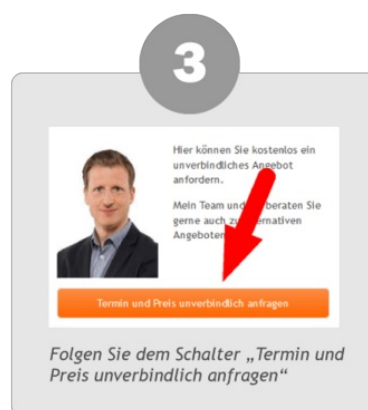 3
Hier können Sie kostenlos ein
unverbindliches Angebot
anfordern.
Mein Team und beraten Sie
gerne auch zu
Angeboten
Termin und Preis unverbindlich anfragen
Folgen Sie dem Schalter „Termin und
Preis unverbindlich anfragen“